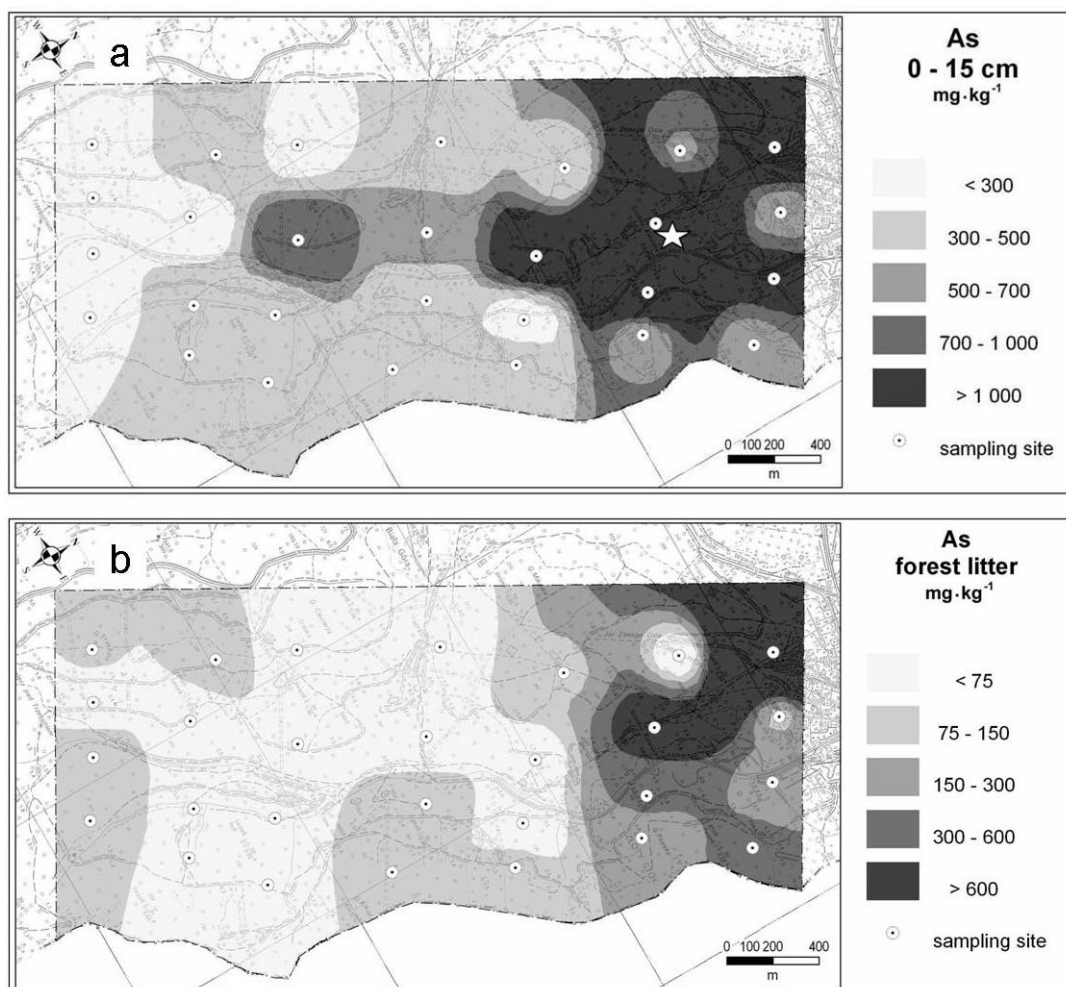 a
W
N
S
E
As
0 - 15 cm
mg·kg⁻¹
< 300
300 - 500
500 - 700
700 - 1 000
> 1 000
sampling site
0 100 200 400
m
b
W
N
S
E
As
forest litter
mg·kg⁻¹
< 75
75 - 150
150 - 300
300 - 600
> 600
sampling site
0 100 200 400
m